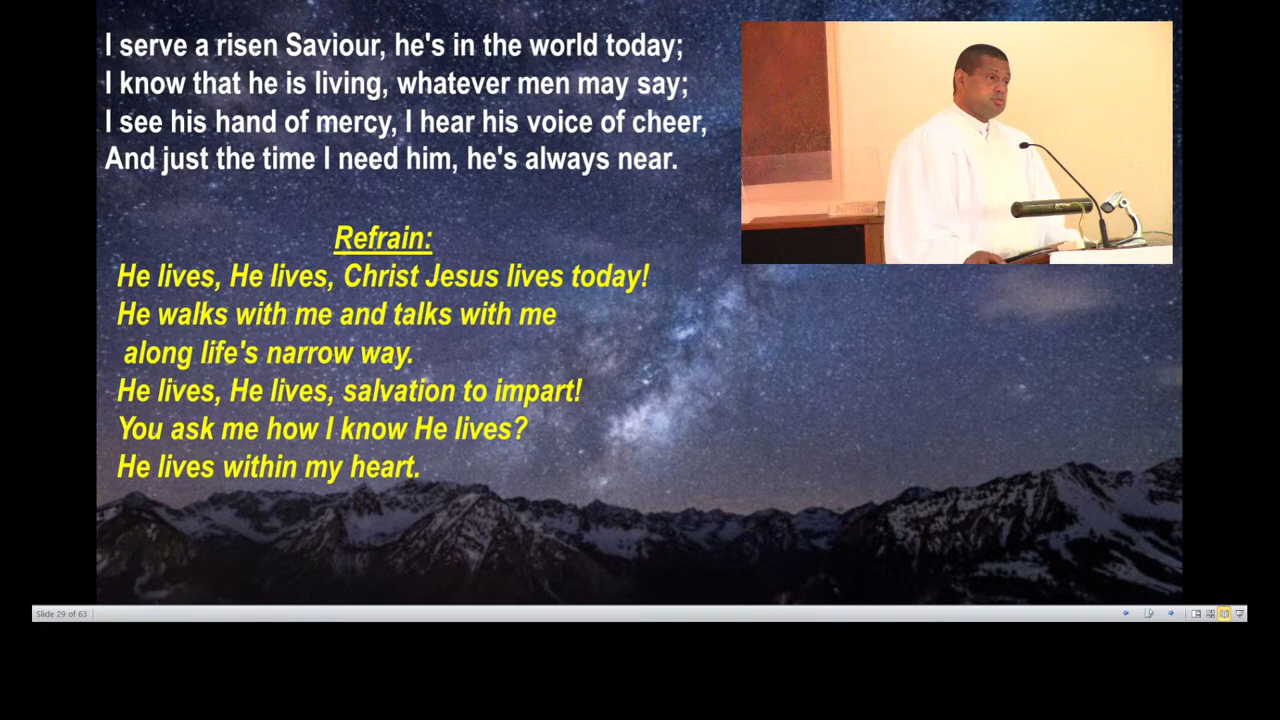 I serve a risen Saviour, he's in the world today;
I know that he is living, whatever men may say;
I see his hand of mercy, I hear his voice of cheer,
And just the time I need him, he's always near.
Refrain:
He lives, He lives, Christ Jesus lives today!
He walks with me and talks with me
along life's narrow way.
He lives, He lives, salvation to impart!
You ask me how I know He lives?
He lives within my heart.
Slide 29 of 63